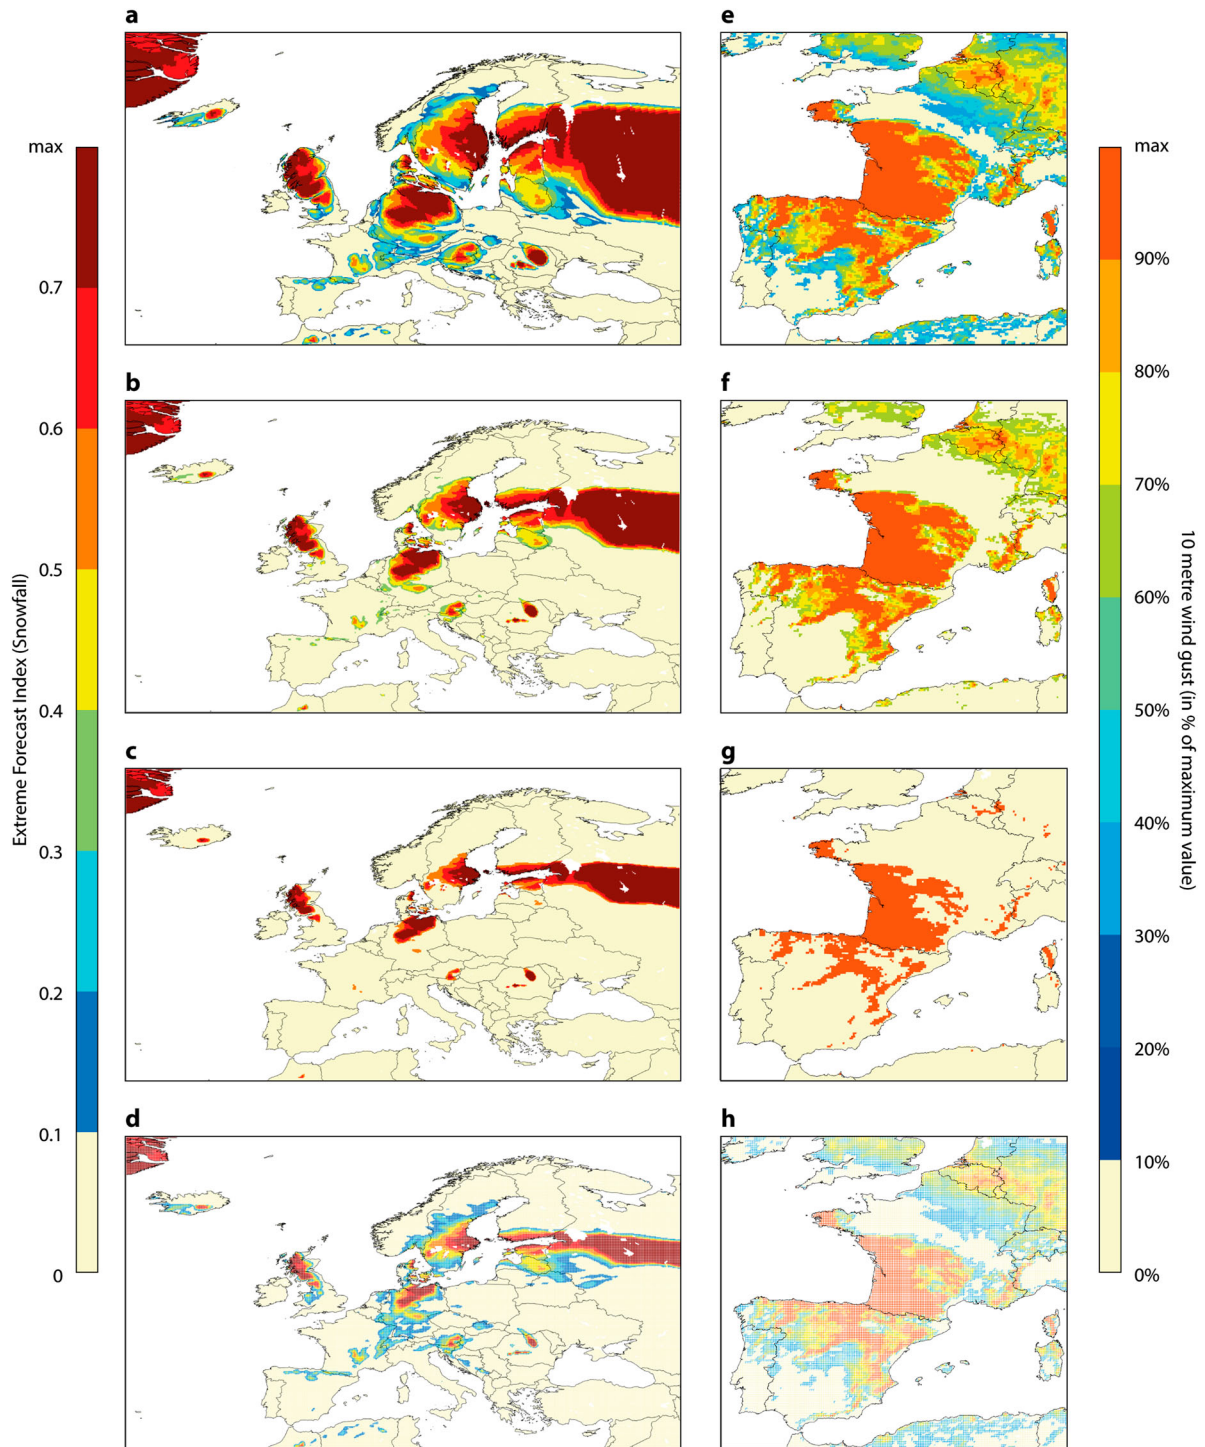 a
e
max
0.7
0.6
0.5
0.4
0.3
0.2
0.1
0
Extreme Forecast Index (Snowfall)
max
90%
80%
70%
60%
50%
40%
30%
20%
10%
0%
10 metre wind gust (in % of maximum value)
b
f
c
g
d
h